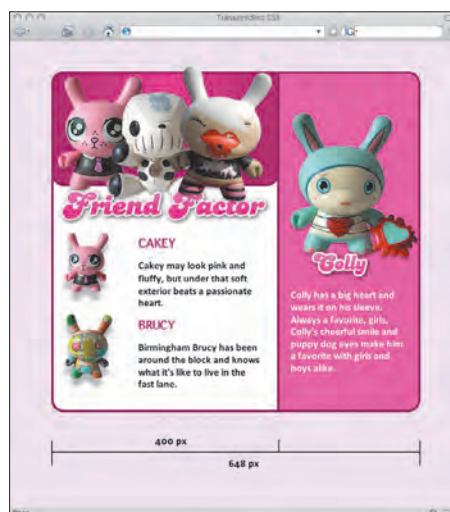 Transcending CSS
Friend Factor
CAKEY
Cakey may look pink and
fluffy, but under that soft
exterior beats a passionate
heart.
BRUCY
Birmingham Brucy has been
around the block and knows
what it's like to live in the
fast lane.
Colly
Colly has a big heart and
wears it on his sleeve.
Always a favorite, girls,
Colly's cheerful smile and
puppy dog eyes make him
a favorite with girls and
boys alike.
400 px
648 px